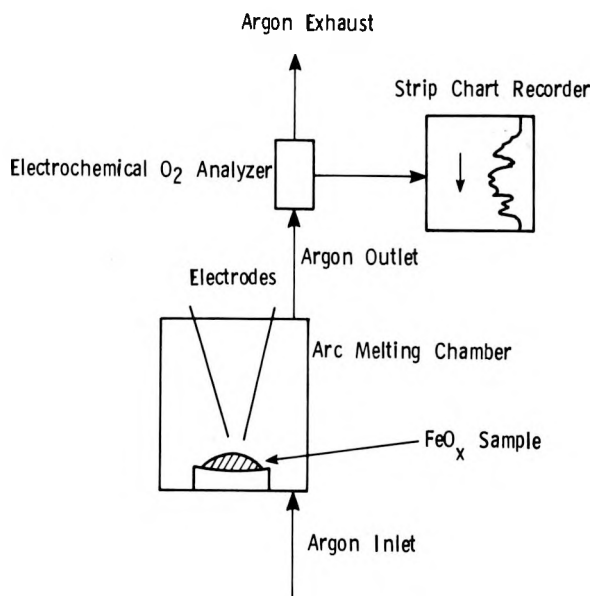 Argon Exhaust
Strip Chart Recorder
Electrochemical O₂ Analyzer
Argon Outlet
Electrodes
Arc Melting Chamber
FeOₓ Sample
Argon Inlet